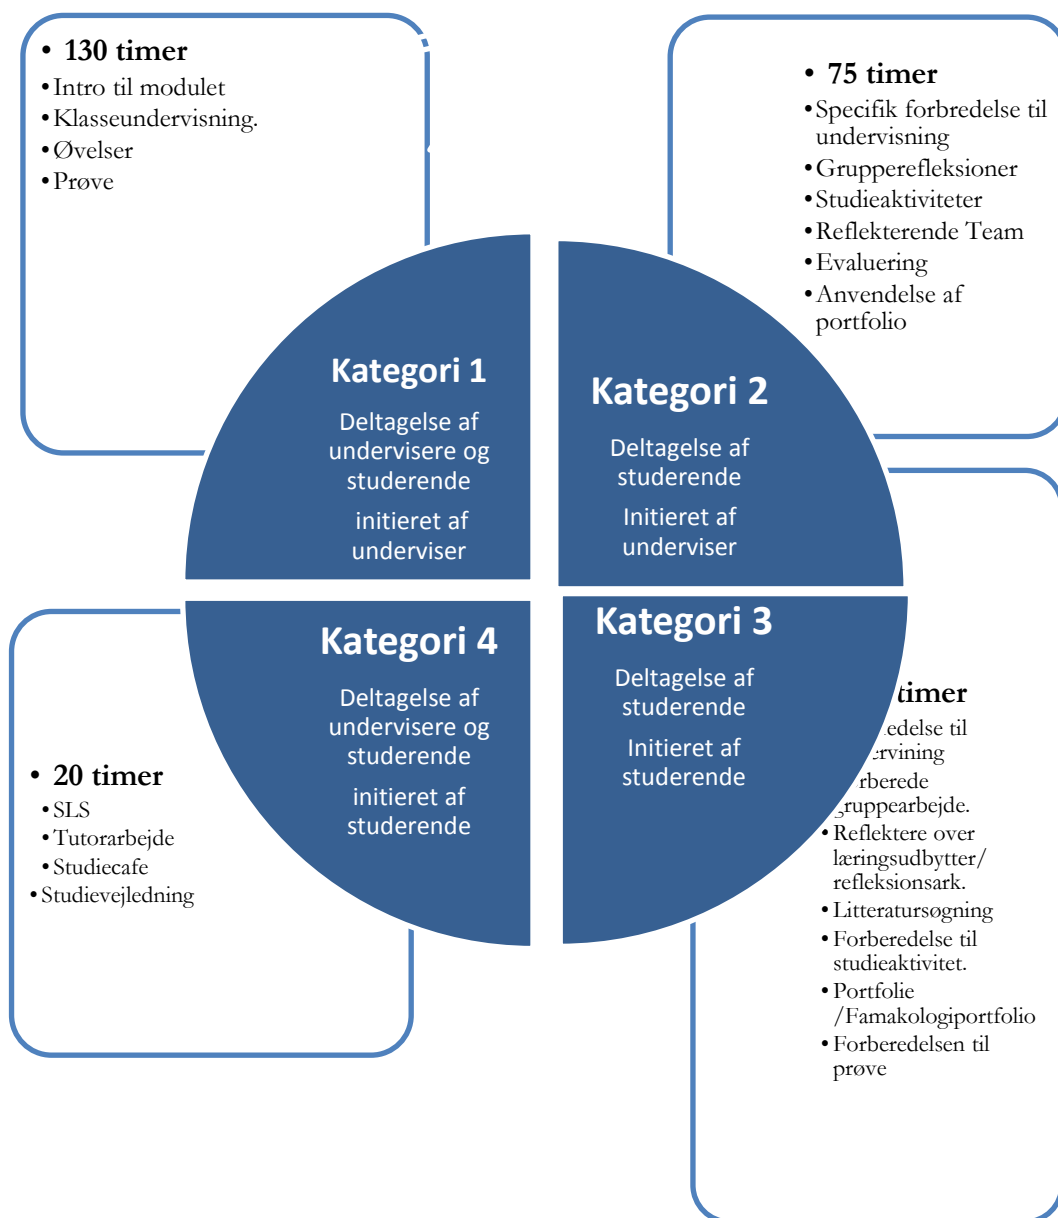 • 130 timer
•Intro til modulet
•Klasseundervisning.
•Øvelser
•Prøve
• 75 timer
•Specifik forbredelse til
undervisning
•Grupperefleksioner
•Studieaktiviteter
•Reflekterende Team
•Evaluering
•Anvendelse af
portfolio
Kategori 1
Deltagelse af
undervisere og
studerende
initieret af
underviser
Kategori 2
Deltagelse af
studerende
Initieret af
underviser
Kategori 4
Deltagelse af
undervisere og
studerende
initieret af
studerende
Kategori 3
Deltagelse af
studerende
Initieret af
studerende
• 20 timer
•SLS
•Tutorarbejde
•Studiecafe
•Studievejledning
timer
til
gruppearbejde.
•Reflektere over
læringsudbytter/
refleksionsark.
•Litteratursøgning
•Forberedelse til
studieaktivitet.
•Portfolie
/Famakologiportfolio
•Forberedelsen til
prøve